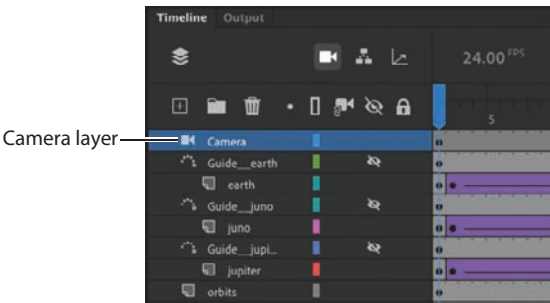 Timeline Output
24.00 FPS
5
Camera layer
Camera
Guide__earth
earth
Guide__juno
juno
Guide__jupi...
jupiter
orbits